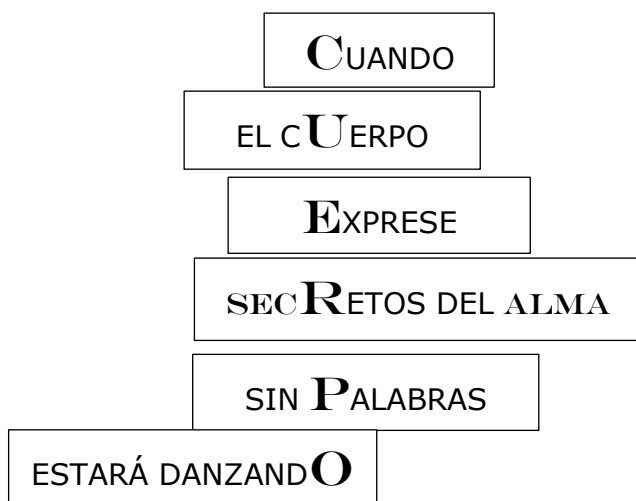 CUANDO
EL CUERPO
EXPRESE
SECRETOS DEL ALMA
SIN PALABRAS
ESTARÁ DANZANDO